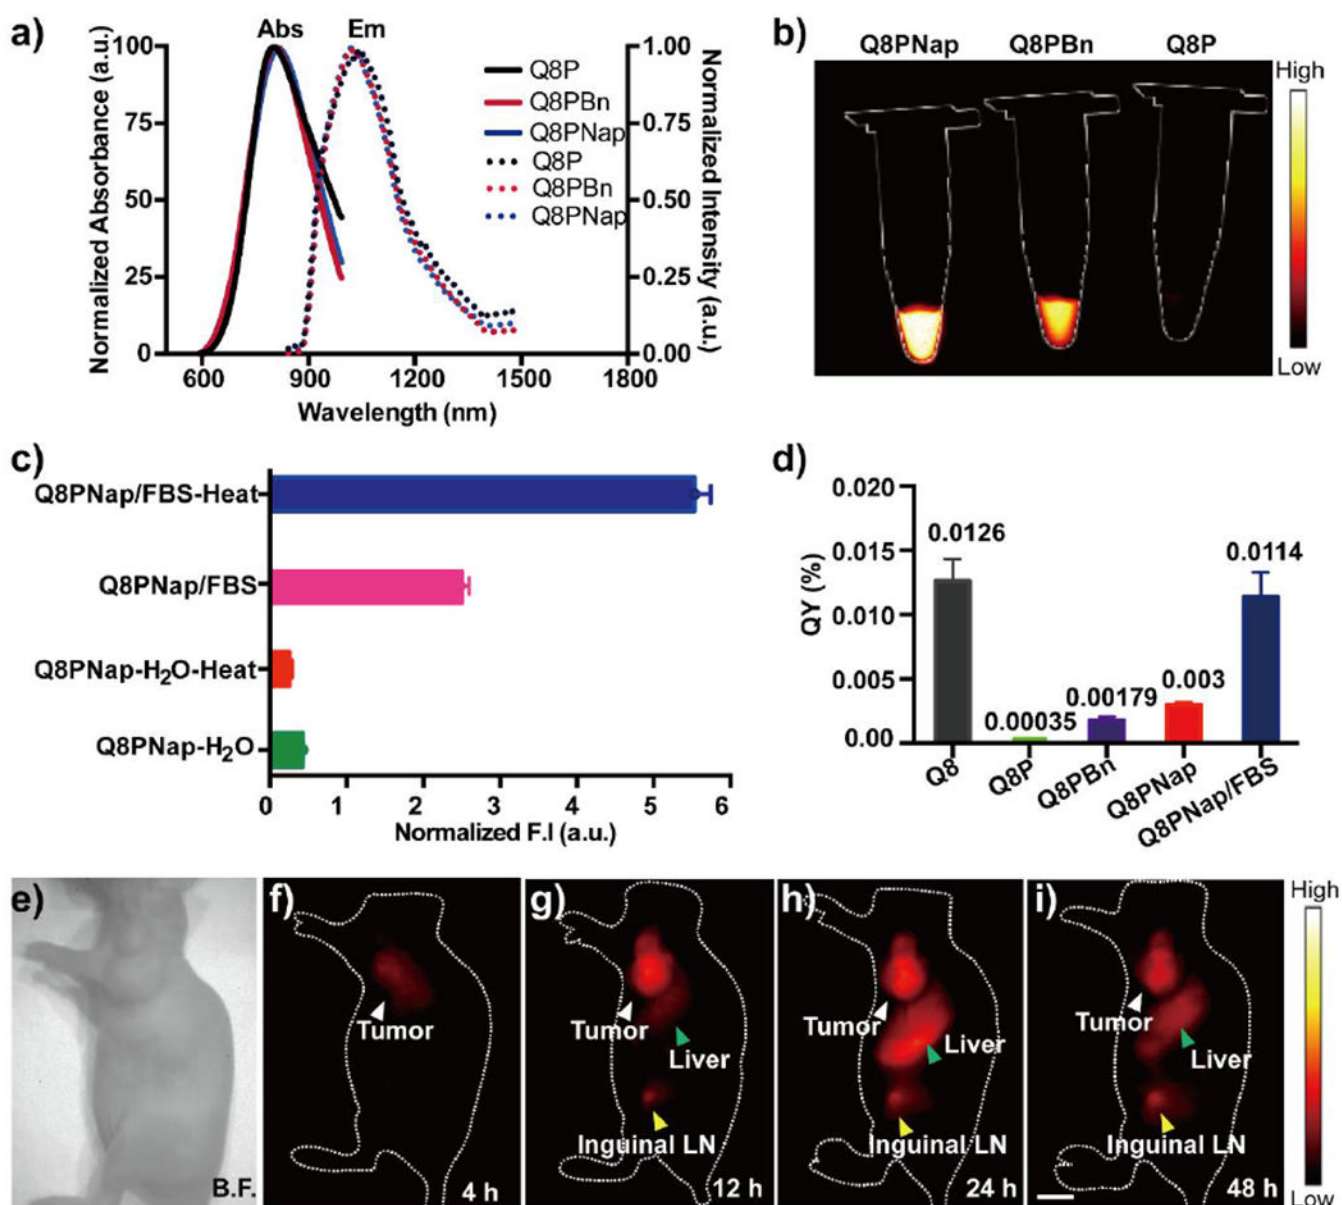 a)
Abs Em
Normalized Absorbance (a.u.)
100
75
50
25
0
1.00
0.75
0.50
0.25
0.00
Normalized Intensity (a.u.)
Q8P
Q8PBn
Q8PNap
Q8P
Q8PBn
Q8PNap
600 900 1200 1500 1800
Wavelength (nm)
b)
Q8PNap Q8PBn Q8P
High
Low
c)
Q8PNap/FBS-Heat
Q8PNap/FBS
Q8PNap-H₂O-Heat
Q8PNap-H₂O
0 1 2 3 4 5 6
Normalized F.I (a.u.)
d)
QY (%)
0.020
0.015
0.010
0.005
0.00
0.0126
0.00035
0.00179
0.003
0.0114
Q8
Q8P
Q8PBn
Q8PNap
Q8PNap/FBS
e)
B.F.
f)
Tumor
4 h
g)
Tumor
Liver
Inguinal LN
12 h
h)
Tumor
Liver
Inguinal LN
24 h
i)
Tumor
Liver
Inguinal LN
48 h
High
Low